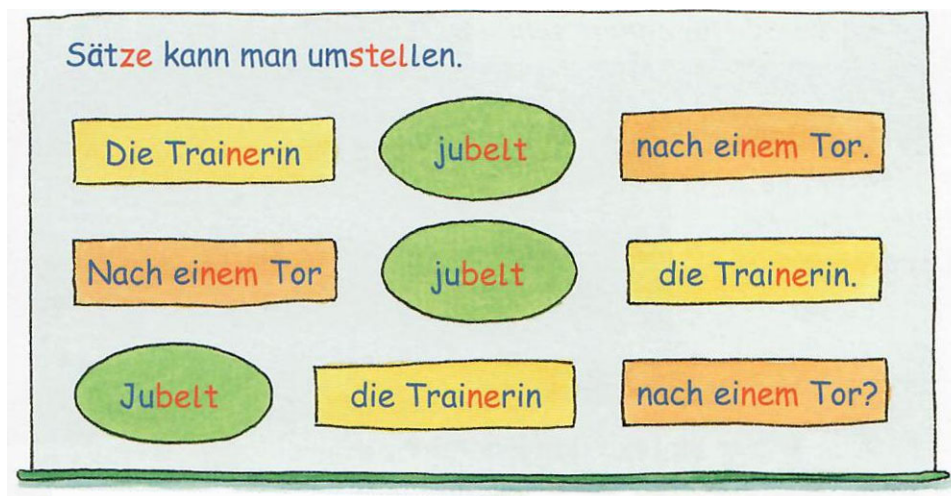 Sätze kann man umstellen.
Die Trainerin jubelt nach einem Tor.
Nach einem Tor jubelt die Trainerin.
Jubelt die Trainerin nach einem Tor?